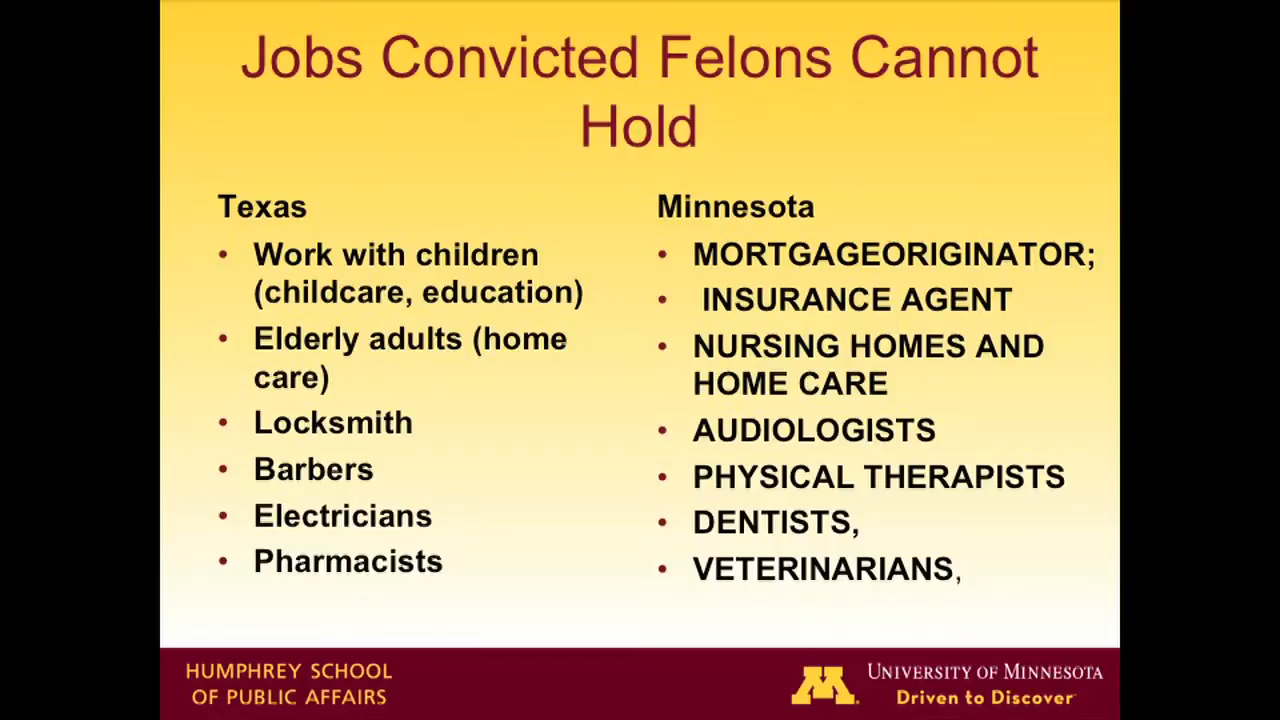 Jobs Convicted Felons Cannot
Hold
Texas
• Work with children
(childcare, education)
• Elderly adults (home
care)
• Locksmith
• Barbers
• Electricians
• Pharmacists
Minnesota
• MORTGAGEORIGINATOR;
• INSURANCE AGENT
• NURSING HOMES AND
HOME CARE
• AUDIOLOGISTS
• PHYSICAL THERAPISTS
• DENTISTS,
• VETERINARIANS,
HUMPHREY SCHOOL
OF PUBLIC AFFAIRS
M
UNIVERSITY OF MINNESOTA
Driven to Discover